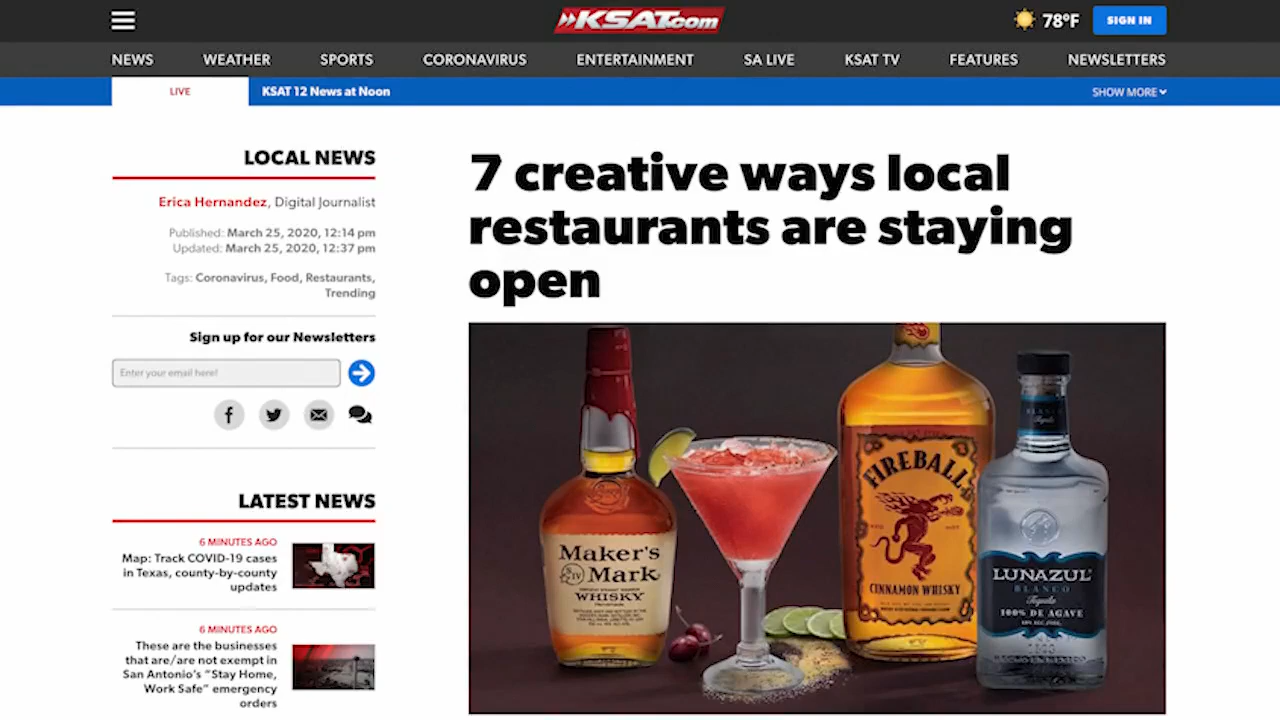 KSAT.com
78°F
SIGN IN
NEWS
WEATHER
SPORTS
CORONAVIRUS
ENTERTAINMENT
SA LIVE
KSAT TV
FEATURES
NEWSLETTERS
LIVE
KSAT 12 News at Noon
SHOW MORE
LOCAL NEWS
Erica Hernandez, Digital Journalist
Published: March 25, 2020, 12:14 pm
Updated: March 25, 2020, 12:37 pm
Tags: Coronavirus, Food, Restaurants,
Trending
Sign up for our Newsletters
Enter your email here!
LATEST NEWS
6 MINUTES AGO
Map: Track COVID-19 cases
in Texas, county-by-county
updates
6 MINUTES AGO
These are the businesses
that are/are not exempt in
San Antonio's "Stay Home,
Work Safe" emergency
orders
7 creative ways local
restaurants are staying
open
Maker's
SIV Mark
WHISKY
FIREBALL
CINNAMON WHISKY
BLANCO
Tequila
LUNAZUL
BLANCO
Tequila
100% DE AGAVE